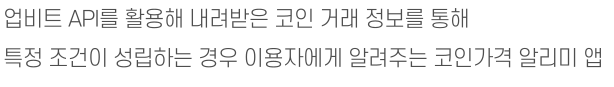 업비트 API를 활용해 내려받은 코인 거래 정보를 통해
특정 조건이 성립하는 경우 이용자에게 알려주는 코인가격 알리미 앱